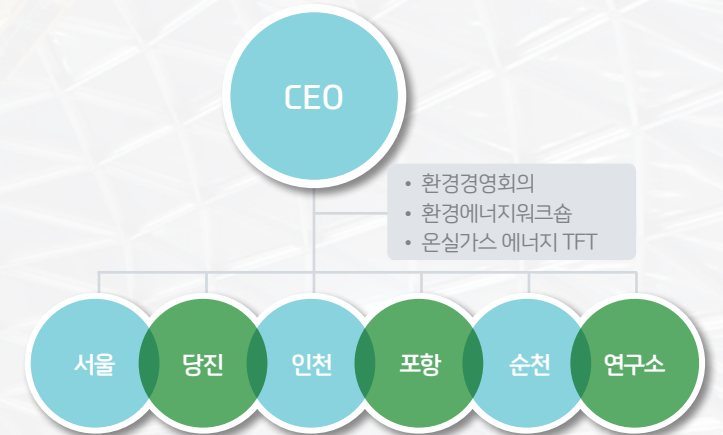 CEO
• 환경경영회의
• 환경에너지워크숍
• 온실가스 에너지 TFT
서울 당진 인천 포항 순천 연구소